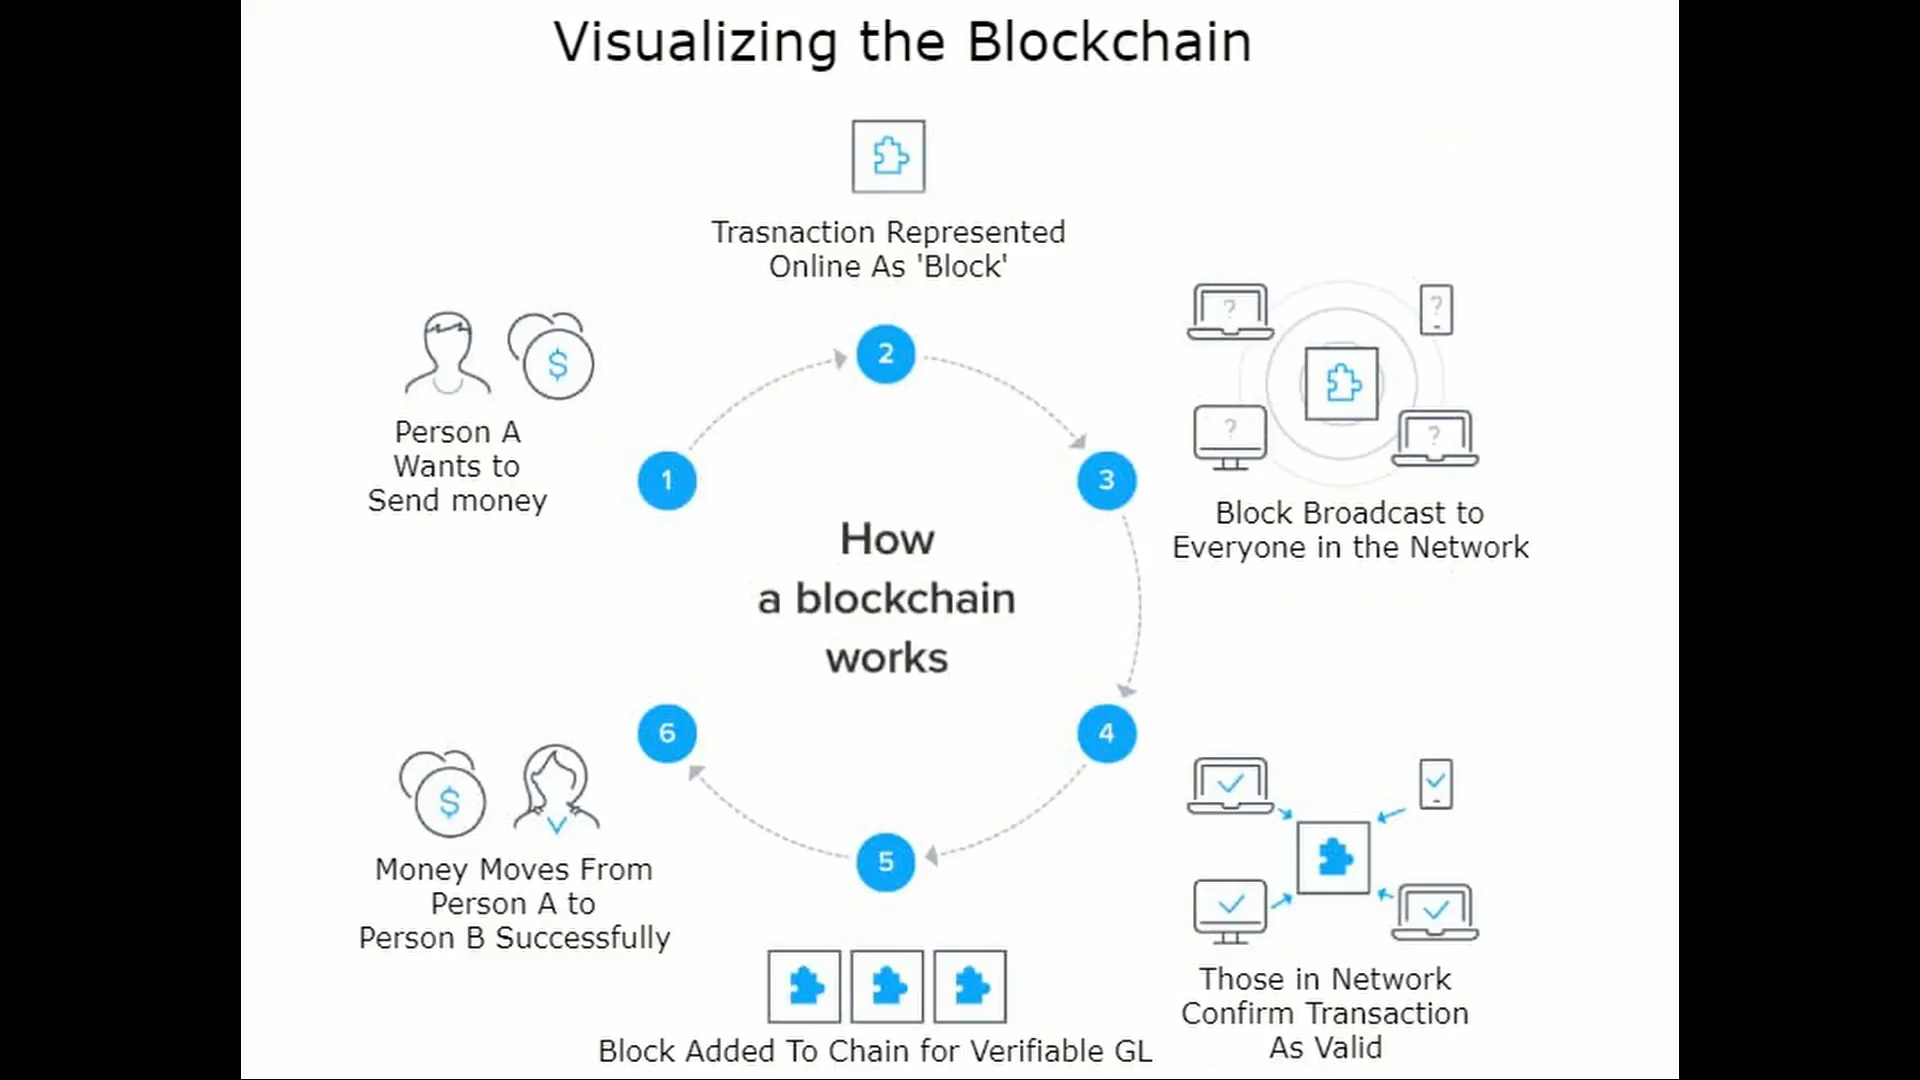 Visualizing the Blockchain
Trasnaction Represented
Online As 'Block'
Person A
Wants to
Send money
$
1
2
3
? ? ? ?
Block Broadcast to
Everyone in the Network
How
a blockchain
works
4
Those in Network
Confirm Transaction
As Valid
5
Block Added To Chain for Verifiable GL
6
$
Money Moves From
Person A to
Person B Successfully